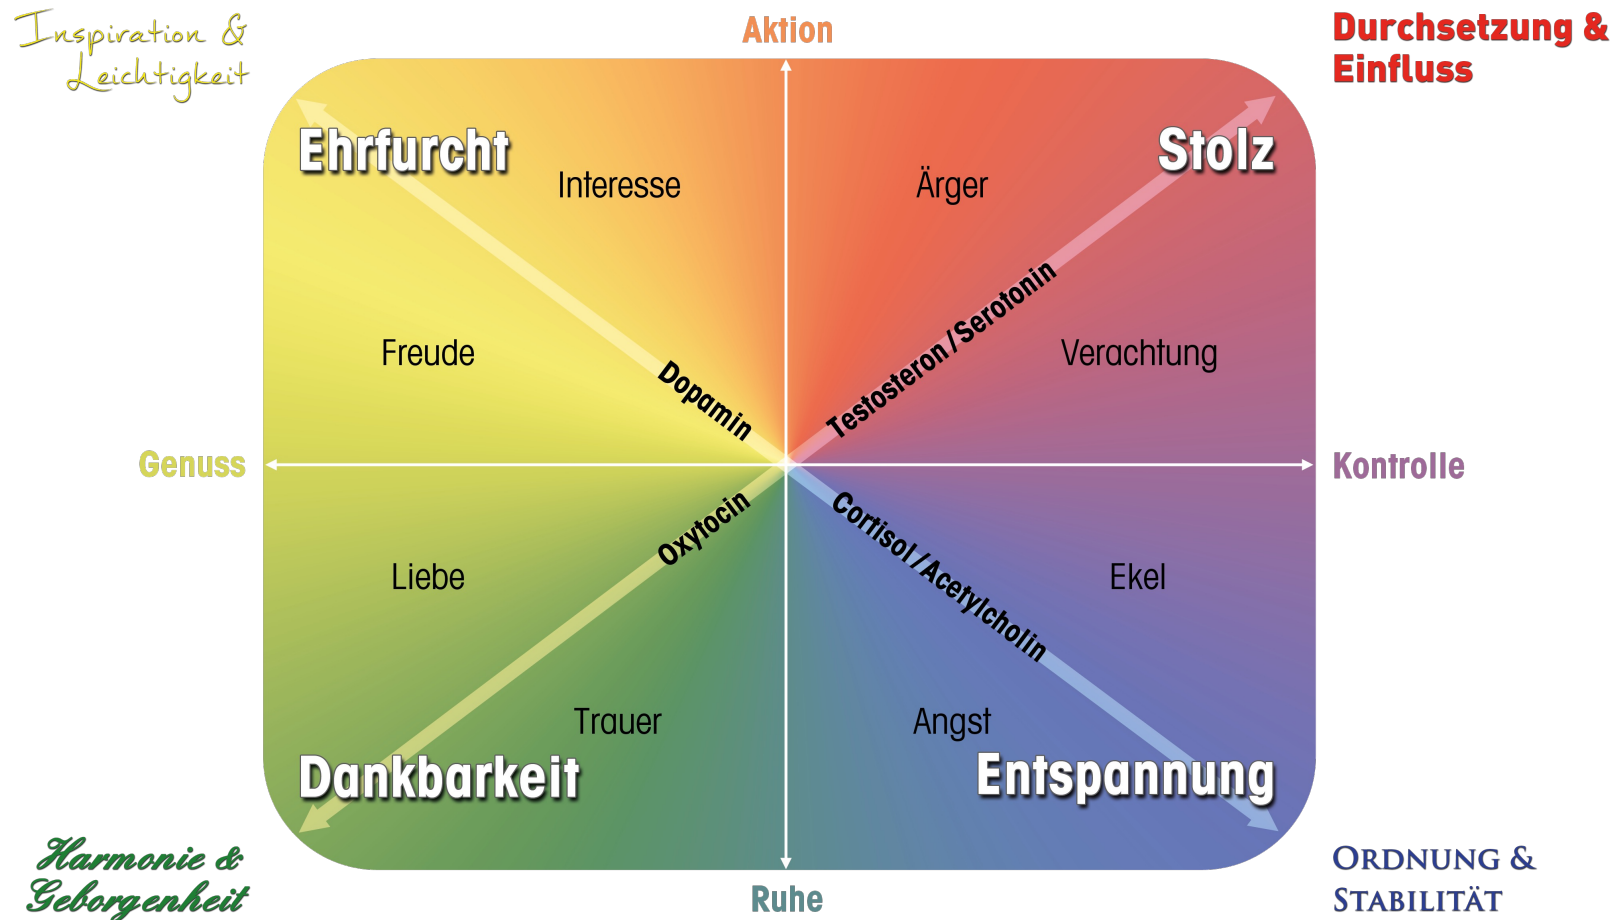 Inspiration &
Leichtigkeit
Aktion
Durchsetzung &
Einfluss
Ehrfurcht
Stolz
Interesse
Ärger
Freude
Verachtung
Dopamin
Testosteron/Serotonin
Genuss
Kontrolle
Oxytocin
Cortisol/Acetylcholin
Liebe
Ekel
Trauer
Angst
Dankbarkeit
Entspannung
Harmonie &
Geborgenheit
Ruhe
ORDNUNG &
STABILITÄT